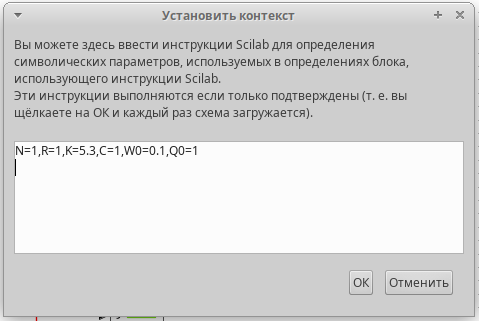 Установить контекст
Вы можете здесь ввести инструкции Scilab для определения
символических параметров, используемых в определениях блока,
использующего инструкции Scilab.
Эти инструкции выполняются если только подтверждены (т. е. вы
щёлкаете на ОК и каждый раз схема загружается).
N=1,R=1,K=5.3,C=1,W0=0.1,Q0=1
ОК
Отменить